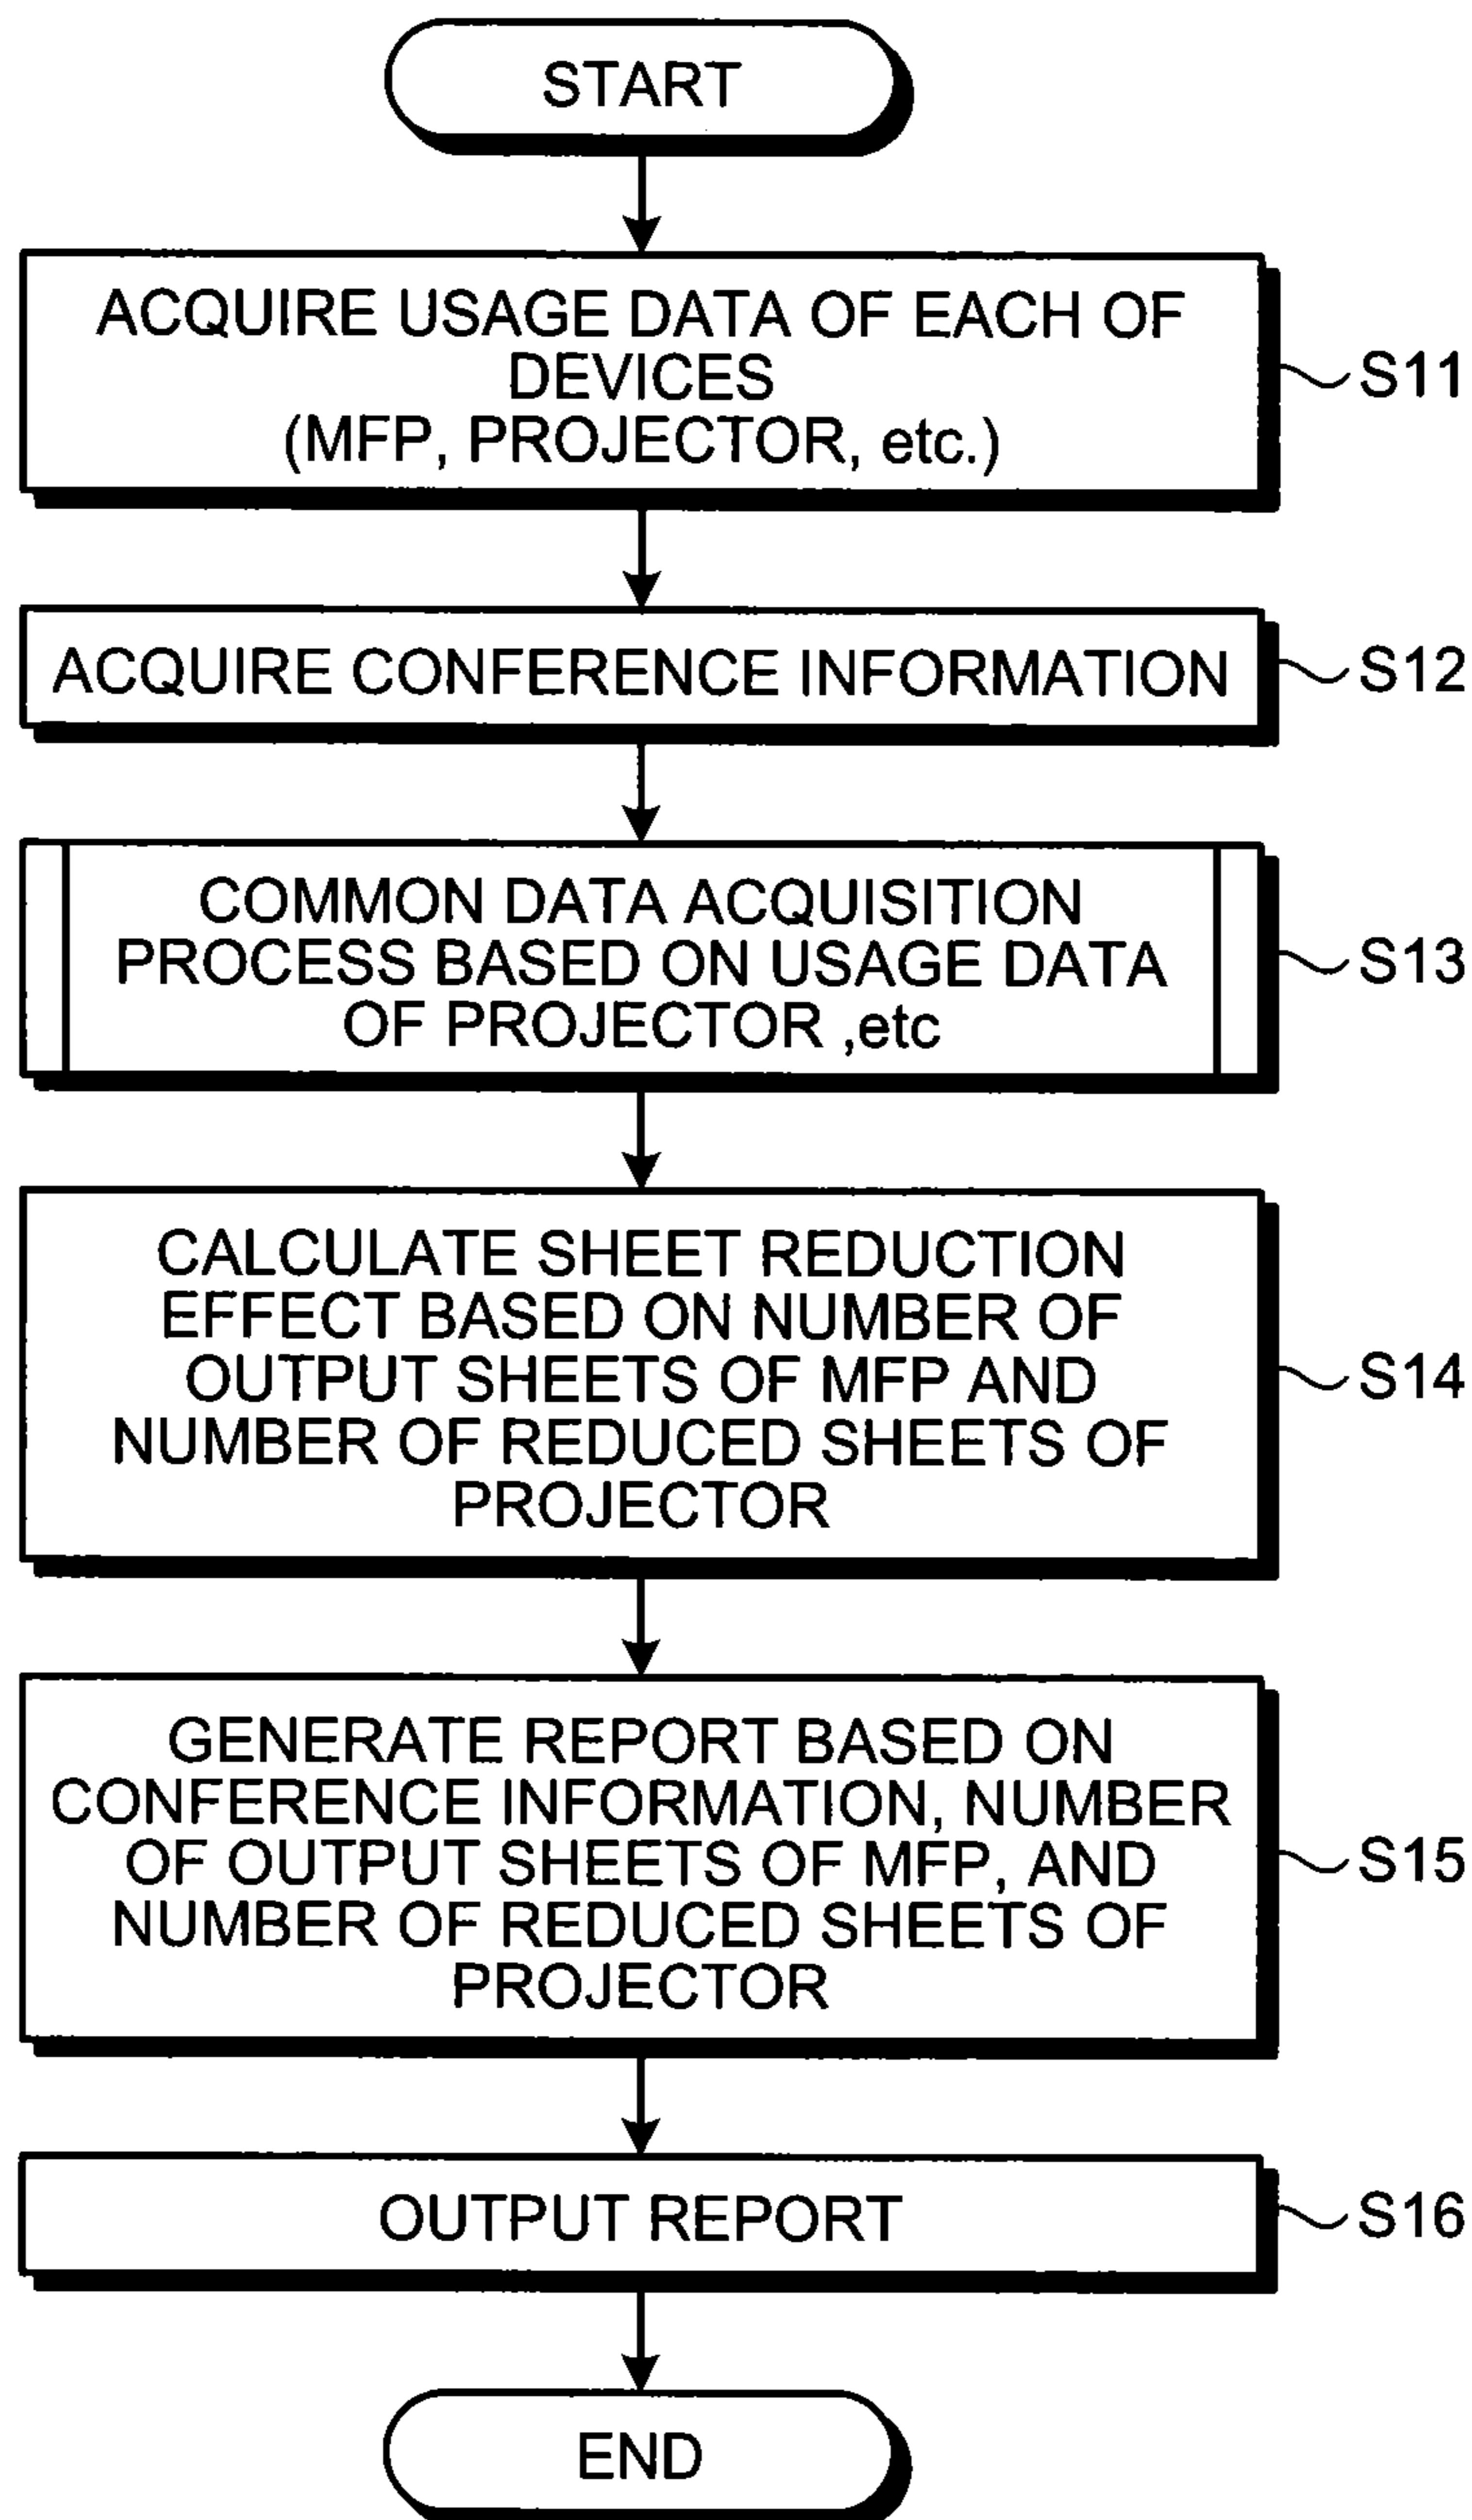 START
ACQUIRE USAGE DATA OF EACH OF
DEVICES
(MFP, PROJECTOR, etc.)
S11
ACQUIRE CONFERENCE INFORMATION
S12
COMMON DATA ACQUISITION
PROCESS BASED ON USAGE DATA
OF PROJECTOR ,etc
S13
CALCULATE SHEET REDUCTION
EFFECT BASED ON NUMBER OF
OUTPUT SHEETS OF MFP AND
NUMBER OF REDUCED SHEETS OF
PROJECTOR
S14
GENERATE REPORT BASED ON
CONFERENCE INFORMATION, NUMBER
OF OUTPUT SHEETS OF MFP, AND
NUMBER OF REDUCED SHEETS OF
PROJECTOR
S15
OUTPUT REPORT
S16
END